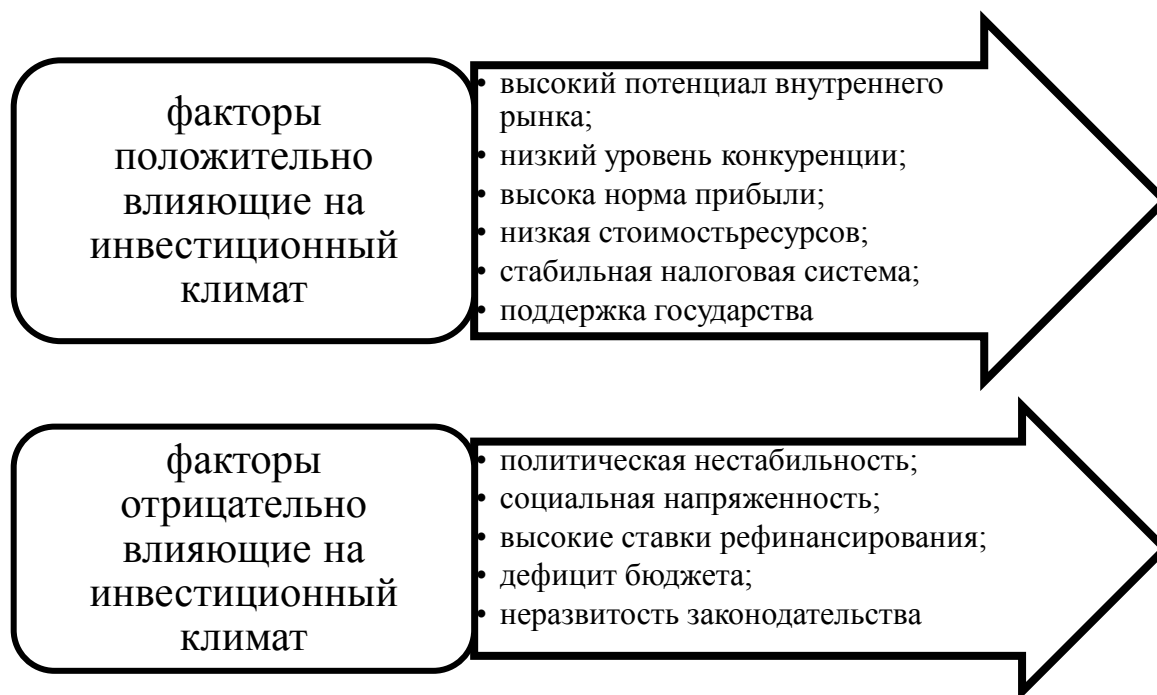 факторы
положительно
влияющие на
инвестиционный
климат
• высокий потенциал внутреннего
рынка;
• низкий уровень конкуренции;
• высока норма прибыли;
• низкая стоимостьресурсов;
• стабильная налоговая система;
• поддержка государства
факторы
отрицательно
влияющие на
инвестиционный
климат
• политическая нестабильность;
• социальная напряженность;
• высокие ставки рефинансирования;
• дефицит бюджета;
• неразвитость законодательства